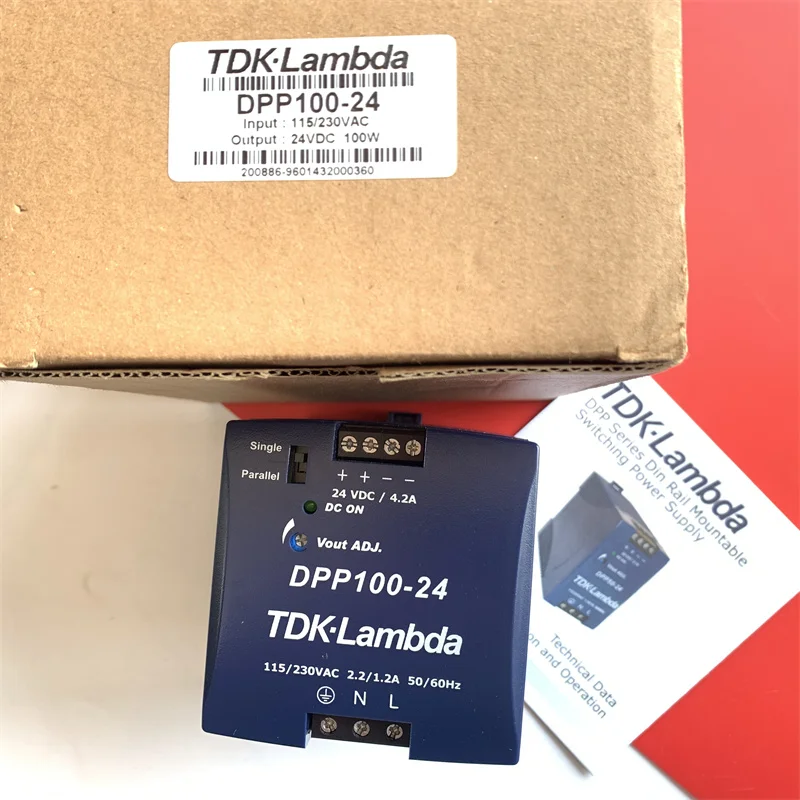 TDK·Lambda
DPP100-24
Input : 115/230VAC
Output : 24VDC 100W
200886-9601432000360
Single
Parallel
+ + − −
24 VDC / 4.2A
DC ON
Vout ADJ.
DPP100-24
TDK·Lambda
115/230VAC 2.2/1.2A 50/60Hz
N L
TDK·Lambda
DPP Series Din Rail Mountable
Switching Power Supply
DPP50-24
N L
Technical Data
and Operation